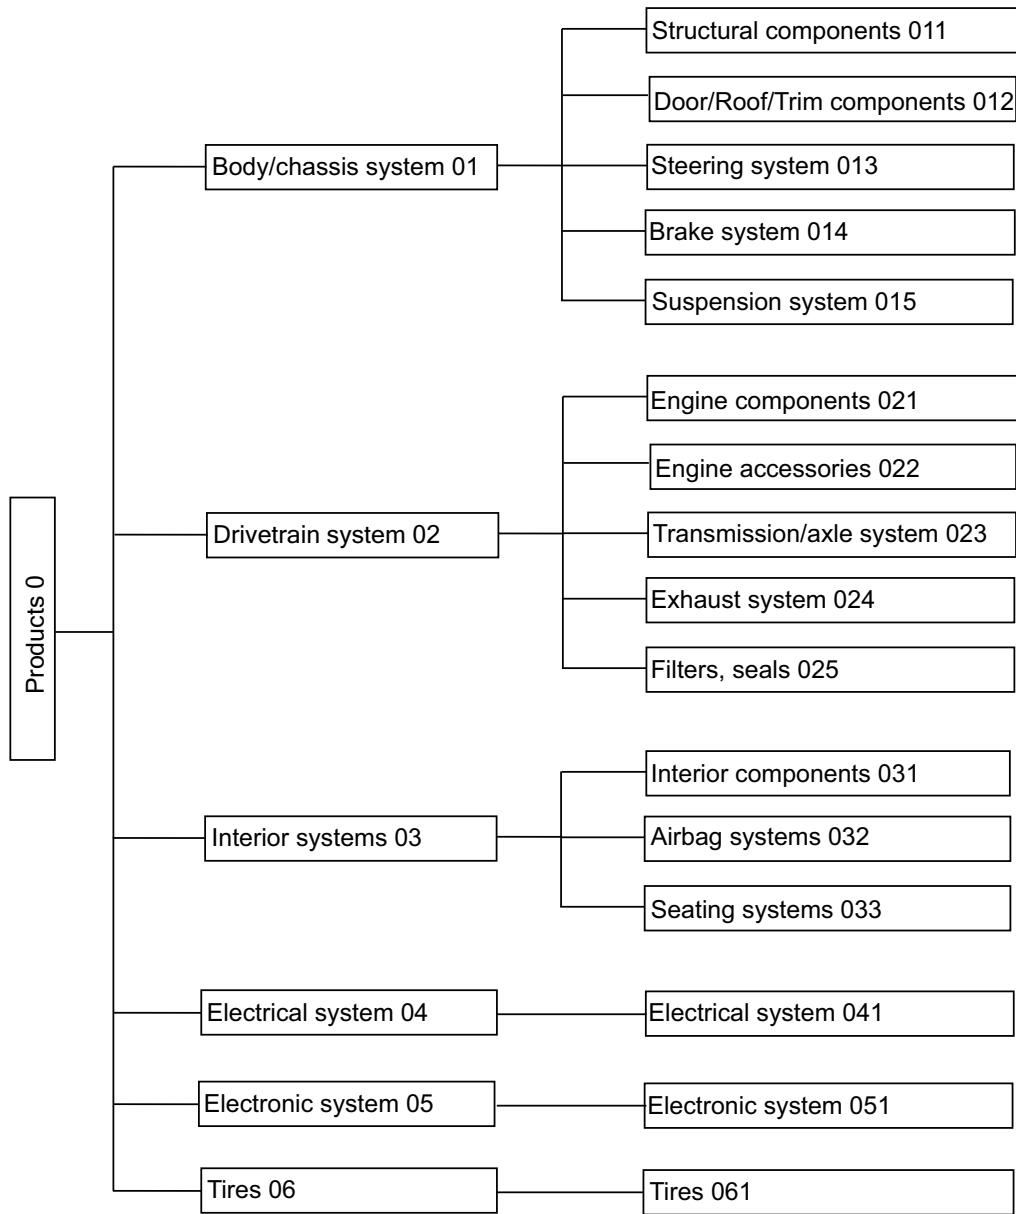 Products 0
Body/chassis system 01
Structural components 011
Door/Roof/Trim components 012
Steering system 013
Brake system 014
Suspension system 015
Drivetrain system 02
Engine components 021
Engine accessories 022
Transmission/axle system 023
Exhaust system 024
Filters, seals 025
Interior systems 03
Interior components 031
Airbag systems 032
Seating systems 033
Electrical system 04
Electrical system 041
Electronic system 05
Electronic system 051
Tires 06
Tires 061